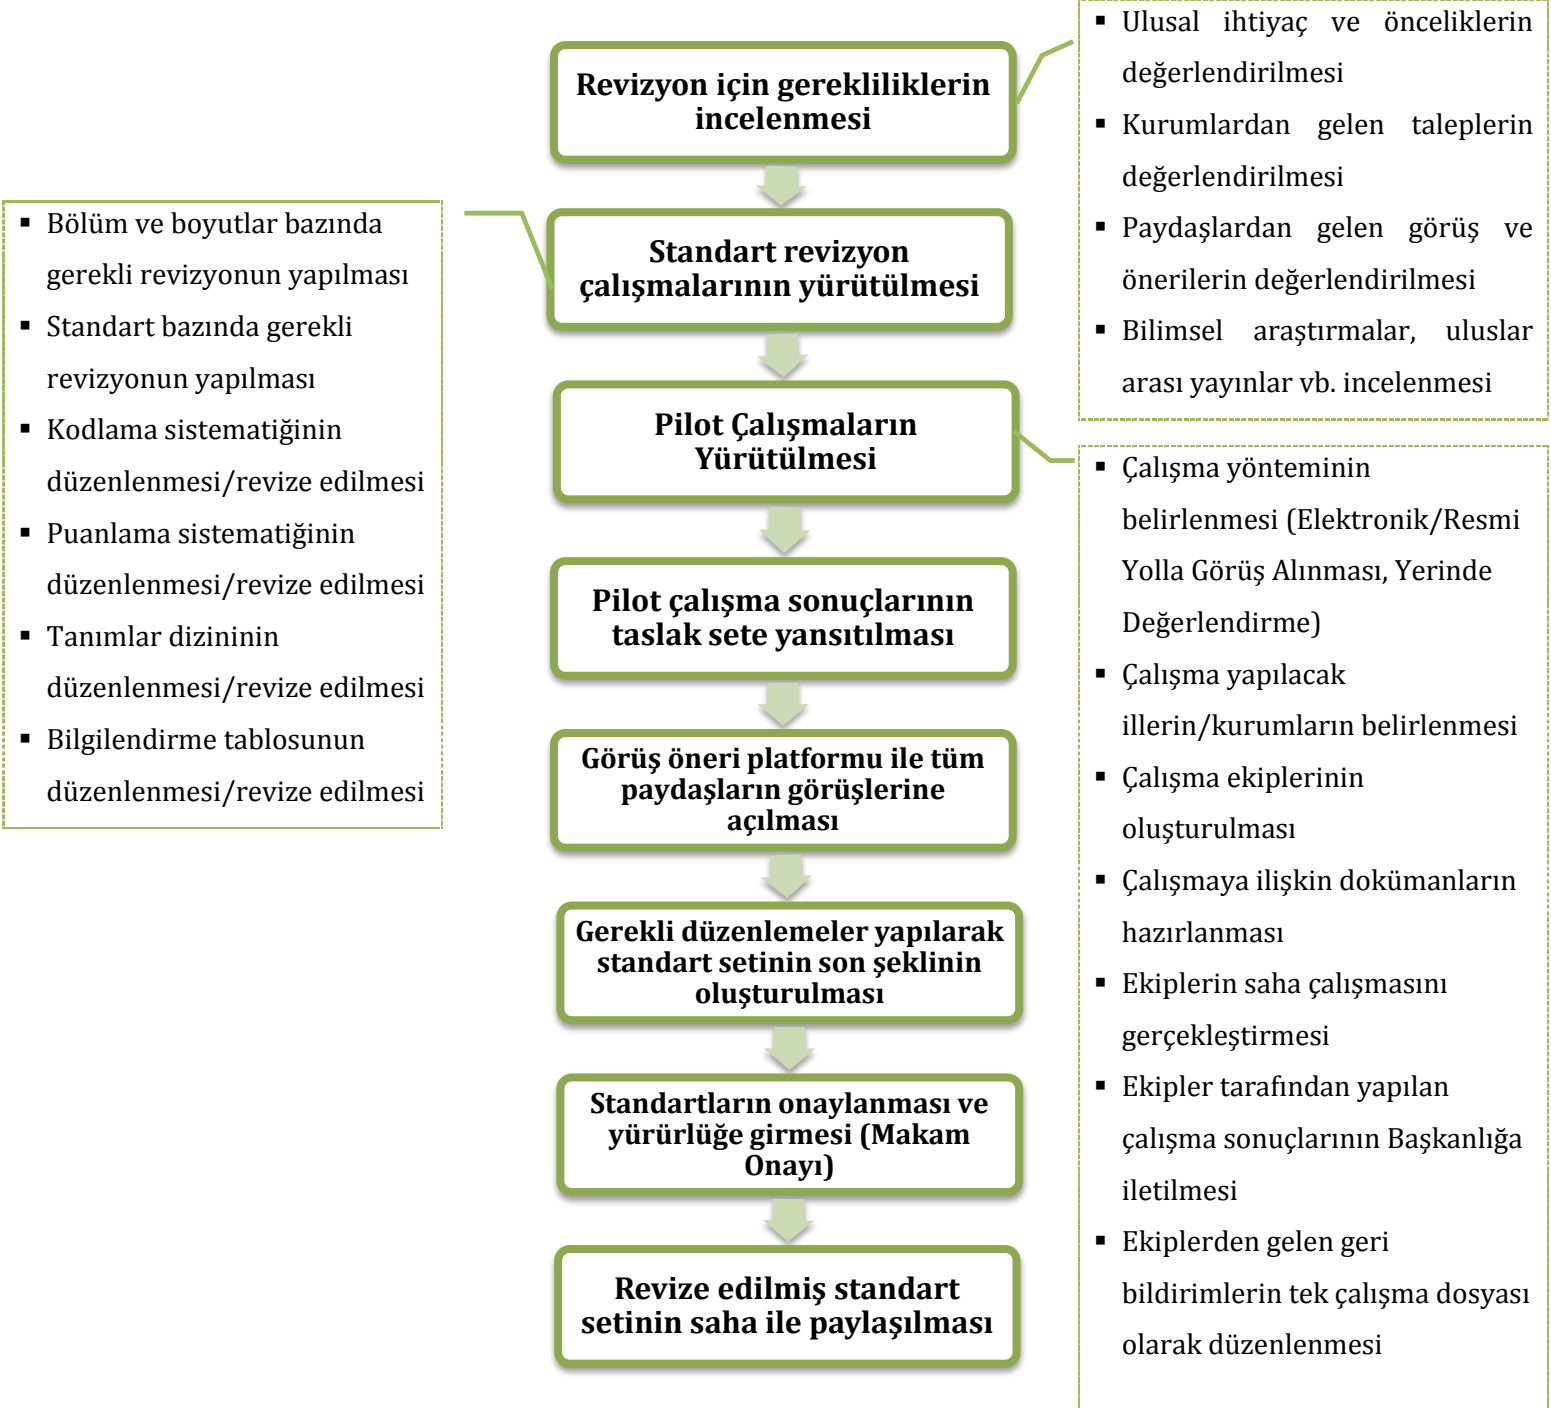 Revizyon için gerekliliklerin
incelenmesi
Ulusal ihtiyaç ve önceliklerin
değerlendirilmesi
Kurumlardan gelen taleplerin
değerlendirilmesi
Paydaşlardan gelen görüş ve
önerilerin değerlendirilmesi
Bilimsel araştırmalar, uluslar
arası yayınlar vb. incelenmesi
Standart revizyon
çalışmalarının yürütülmesi
Bölüm ve boyutlar bazında
gerekli revizyonun yapılması
Standart bazında gerekli
revizyonun yapılması
Kodlama sistematiğinin
düzenlenmesi/revize edilmesi
Puanlama sistematiğinin
düzenlenmesi/revize edilmesi
Tanımlar dizininin
düzenlenmesi/revize edilmesi
Bilgilendirme tablosunun
düzenlenmesi/revize edilmesi
Pilot Çalışmaların
Yürütülmesi
Çalışma yönteminin
belirlenmesi (Elektronik/Resmi
Yolla Görüş Alınması, Yerinde
Değerlendirme)
Çalışma yapılacak
illerin/kurumların belirlenmesi
Çalışma ekiplerinin
oluşturulması
Çalışmaya ilişkin dokümanların
hazırlanması
Ekiplerin saha çalışmasını
gerçekleştirmesi
Ekipler tarafından yapılan
çalışma sonuçlarının Başkanlığa
iletilmesi
Ekiplerden gelen geri
bildirimlerin tek çalışma dosyası
olarak düzenlenmesi
Pilot çalışma sonuçlarının
taslak sete yansıtılması
Görüş öneri platformu ile tüm
paydaşların görüşlerine
açılması
Gerekli düzenlemeler yapılarak
standart setinin son şeklinin
oluşturulması
Standartların onaylanması ve
yürürlüğe girmesi (Makam
Onayı)
Revize edilmiş standart
setinin saha ile paylaşılması